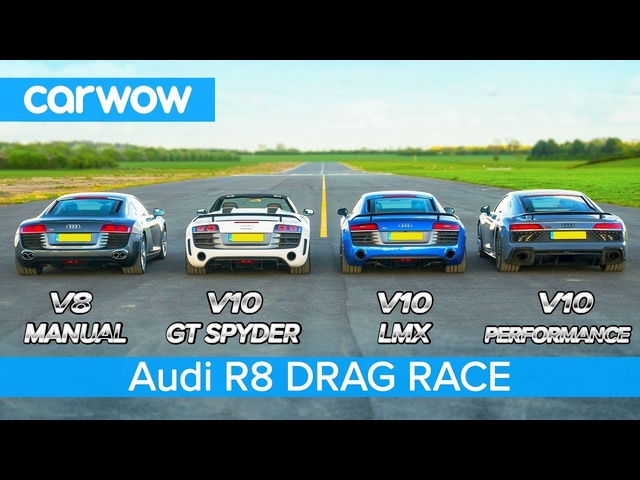 carwow
V8
MANUAL
V10
GT SPYDER
V10
LMX
V10
PERFORMANCE
Audi R8 DRAG RACE